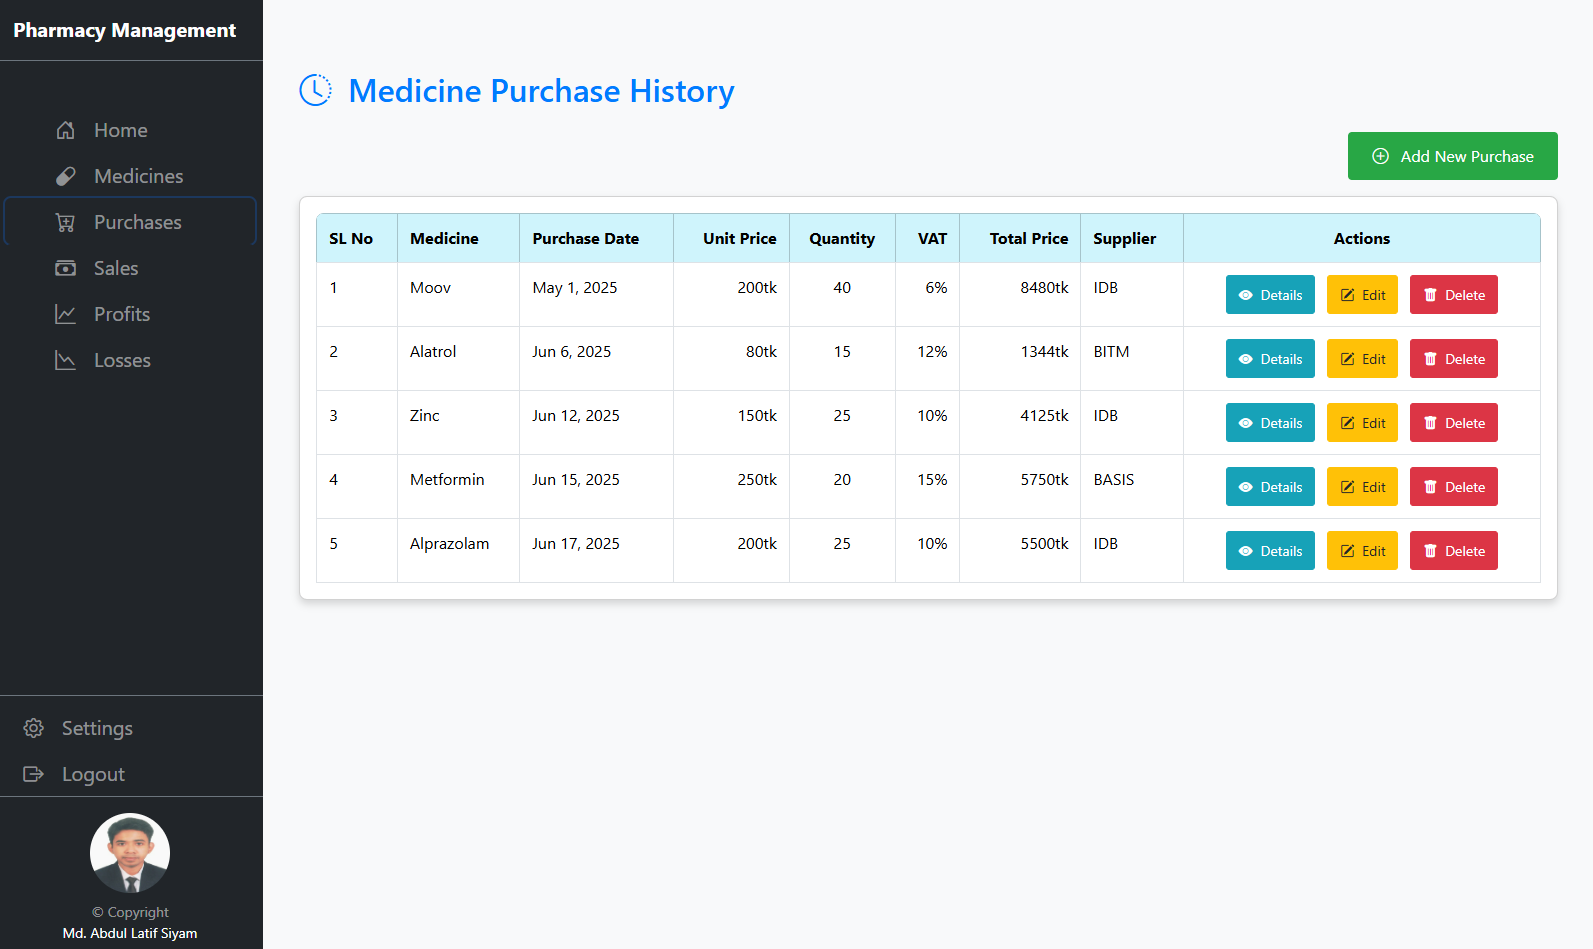 Pharmacy Management
Home
Medicines
Purchases
Sales
Profits
Losses
Settings
Logout
© Copyright
Md. Abdul Latif Siyam
Medicine Purchase History
Add New Purchase
SL No Medicine Purchase Date Unit Price Quantity VAT Total Price Supplier Actions
1 Moov May 1, 2025 200tk 40 6% 8480tk IDB Details Edit Delete
2 Alatrol Jun 6, 2025 80tk 15 12% 1344tk BITM Details Edit Delete
3 Zinc Jun 12, 2025 150tk 25 10% 4125tk IDB Details Edit Delete
4 Metformin Jun 15, 2025 250tk 20 15% 5750tk BASIS Details Edit Delete
5 Alprazolam Jun 17, 2025 200tk 25 10% 5500tk IDB Details Edit Delete